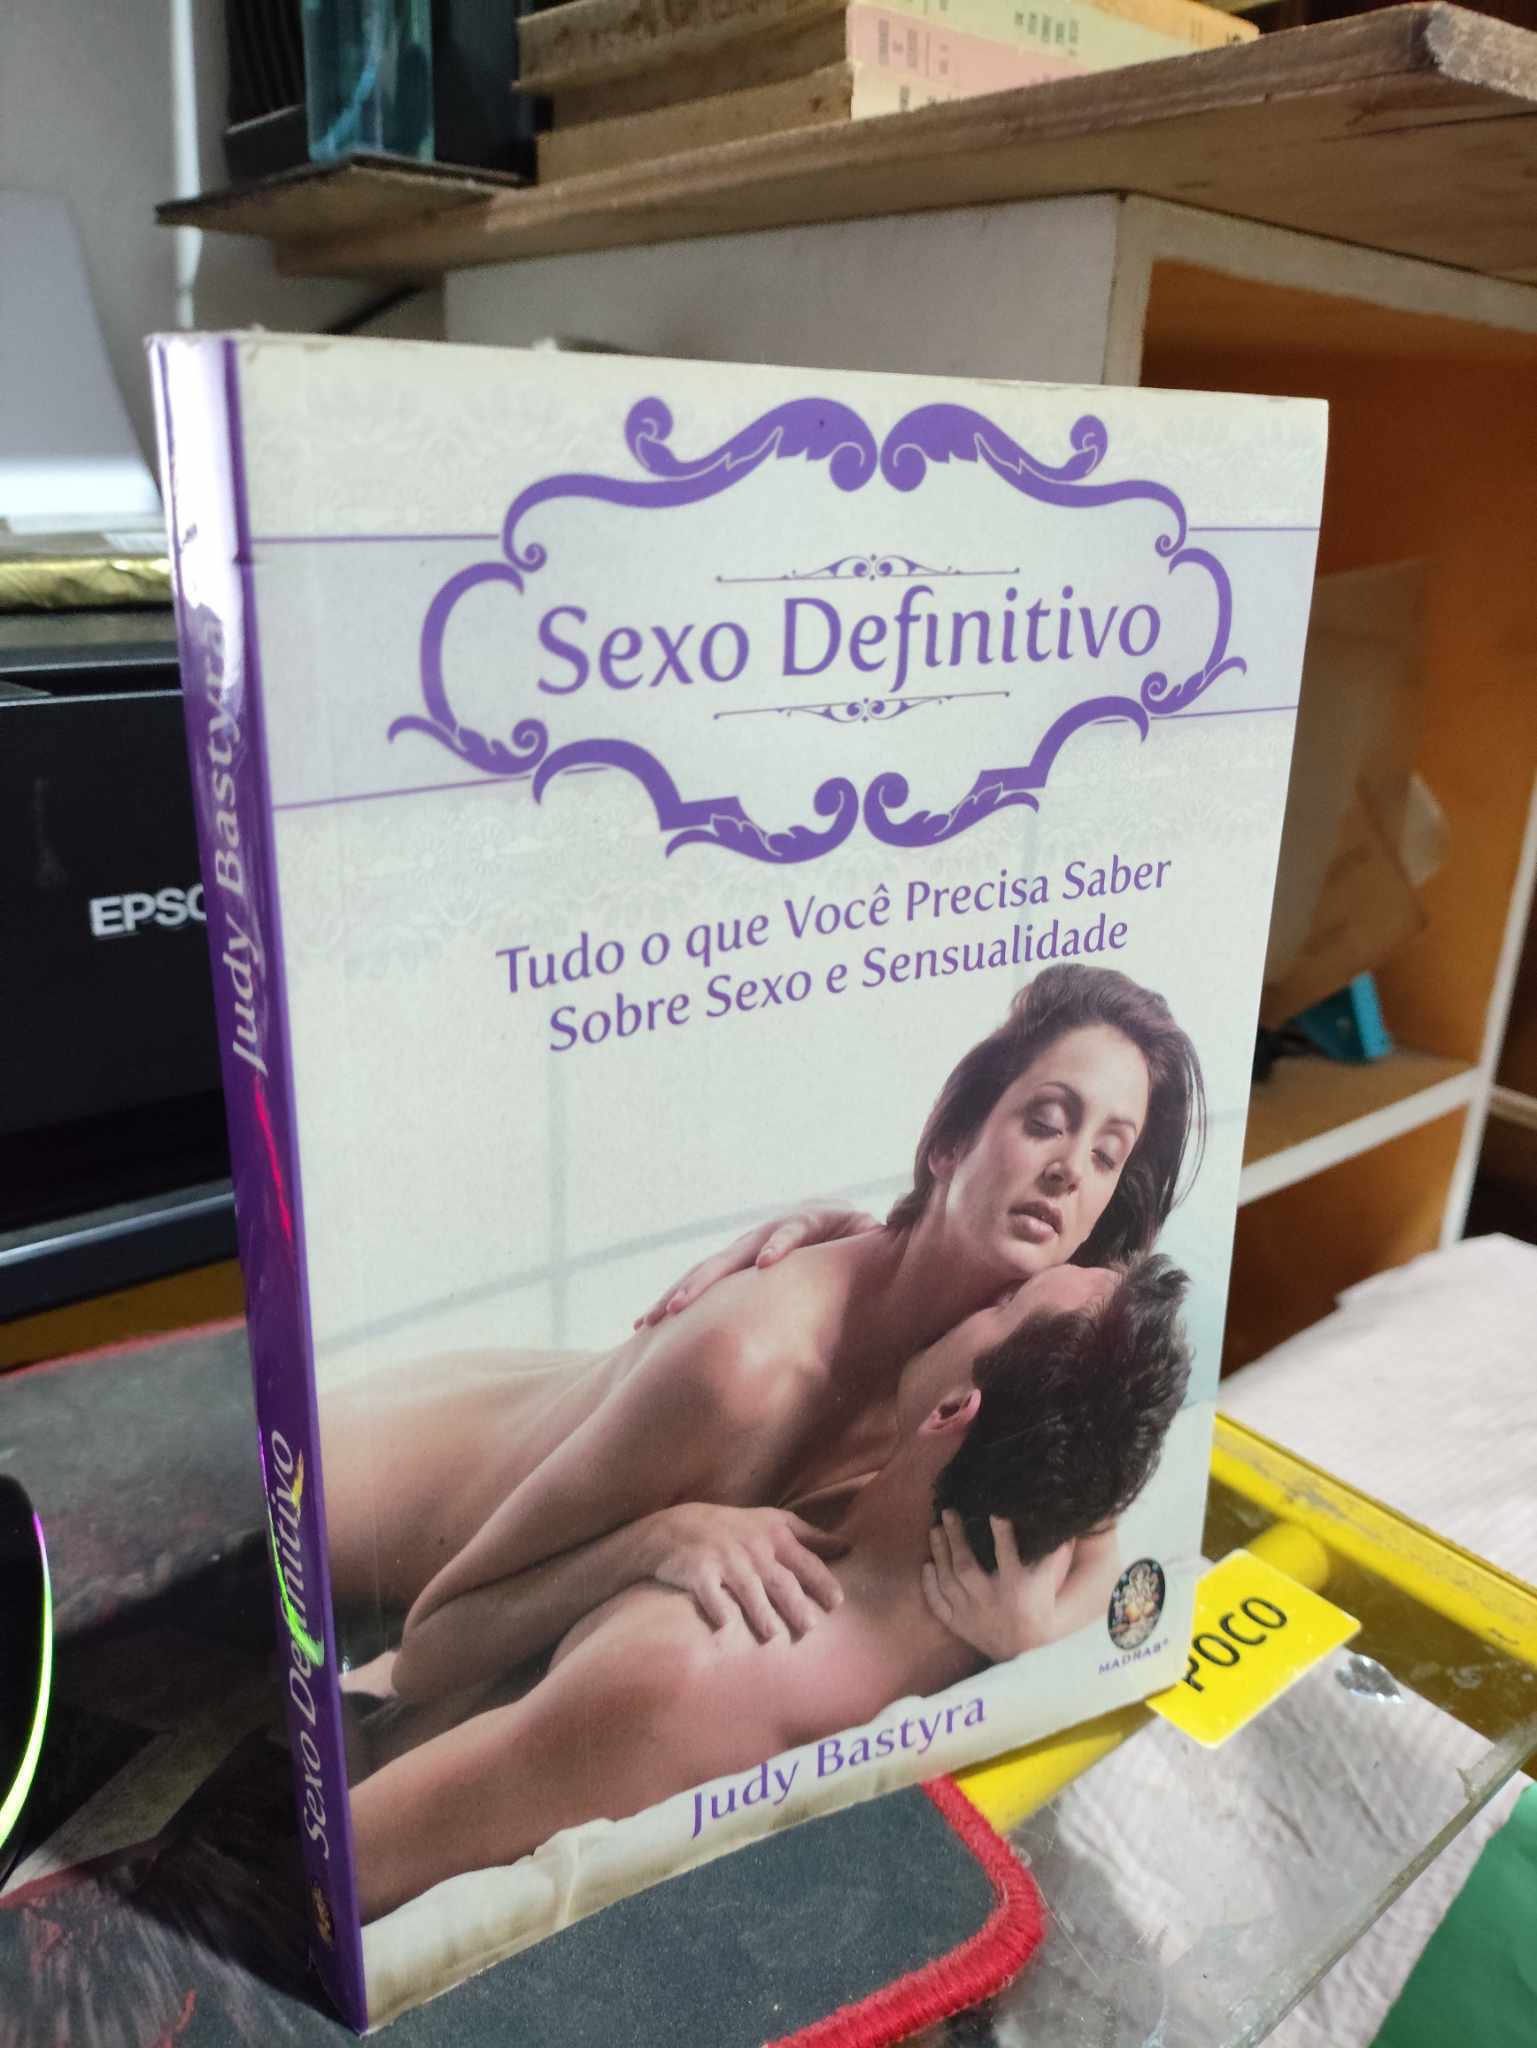 Sexo Definitivo
Tudo o que Você Precisa Saber
Sobre Sexo e Sensualidade
MADRAS®
Judy Bastyra
Judy Bastyra
Sexo Definitivo
EPSO
POCO